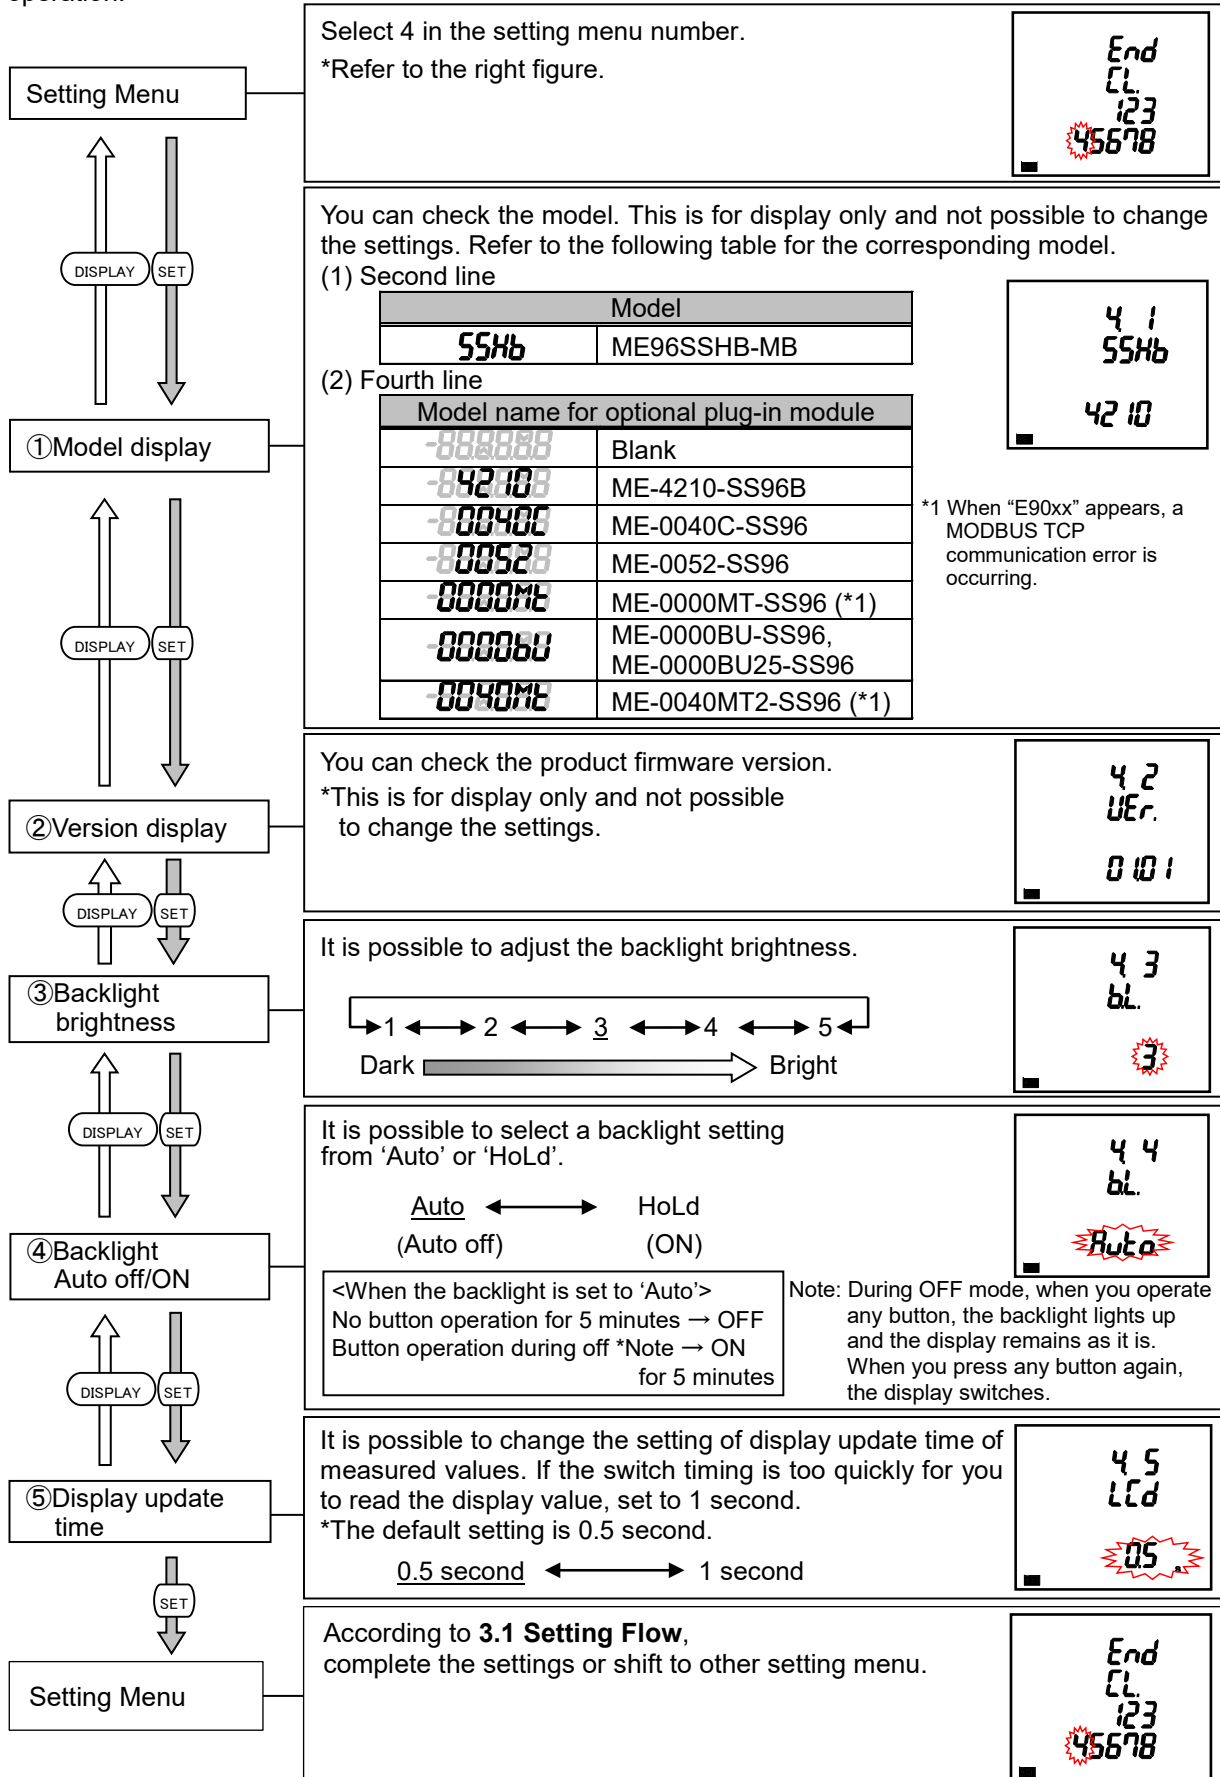 operation.
Setting Menu
Select 4 in the setting menu number.
*Refer to the right figure.
End
CL.
123
45678
DISPLAY
SET
①Model display
You can check the model. This is for display only and not possible to change
the settings. Refer to the following table for the corresponding model.
(1) Second line
Model
SSHb
ME96SSHB-MB
(2) Fourth line
Model name for optional plug-in module
Blank
4210
ME-4210-SS96B
0040C
ME-0040C-SS96
0052
ME-0052-SS96
0000Mt
ME-0000MT-SS96 (*1)
0000bU
ME-0000BU-SS96,
ME-0000BU25-SS96
0040Mt
ME-0040MT2-SS96 (*1)
4. 1
SSHb
4210
*1 When “E90xx” appears, a
MODBUS TCP
communication error is
occurring.
DISPLAY
SET
②Version display
You can check the product firmware version.
*This is for display only and not possible
to change the settings.
4. 2
VEr.
01.01
DISPLAY
SET
③Backlight
brightness
It is possible to adjust the backlight brightness.
1 2 3 4 5
Dark Bright
4. 3
b.L.
3
DISPLAY
SET
④Backlight
Auto off/ON
It is possible to select a backlight setting
from ‘Auto’ or ‘HoLd’.
Auto HoLd
(Auto off) (ON)
<When the backlight is set to ‘Auto’>
No button operation for 5 minutes → OFF
Button operation during off *Note → ON
for 5 minutes
Note: During OFF mode, when you operate
any button, the backlight lights up
and the display remains as it is.
When you press any button again,
the display switches.
4. 4
b.L.
Auto
DISPLAY
SET
⑤Display update
time
It is possible to change the setting of display update time of
measured values. If the switch timing is too quickly for you
to read the display value, set to 1 second.
*The default setting is 0.5 second.
0.5 second 1 second
4. 5
LCd
0.5
SET
Setting Menu
According to 3.1 Setting Flow,
complete the settings or shift to other setting menu.
End
CL.
123
45678